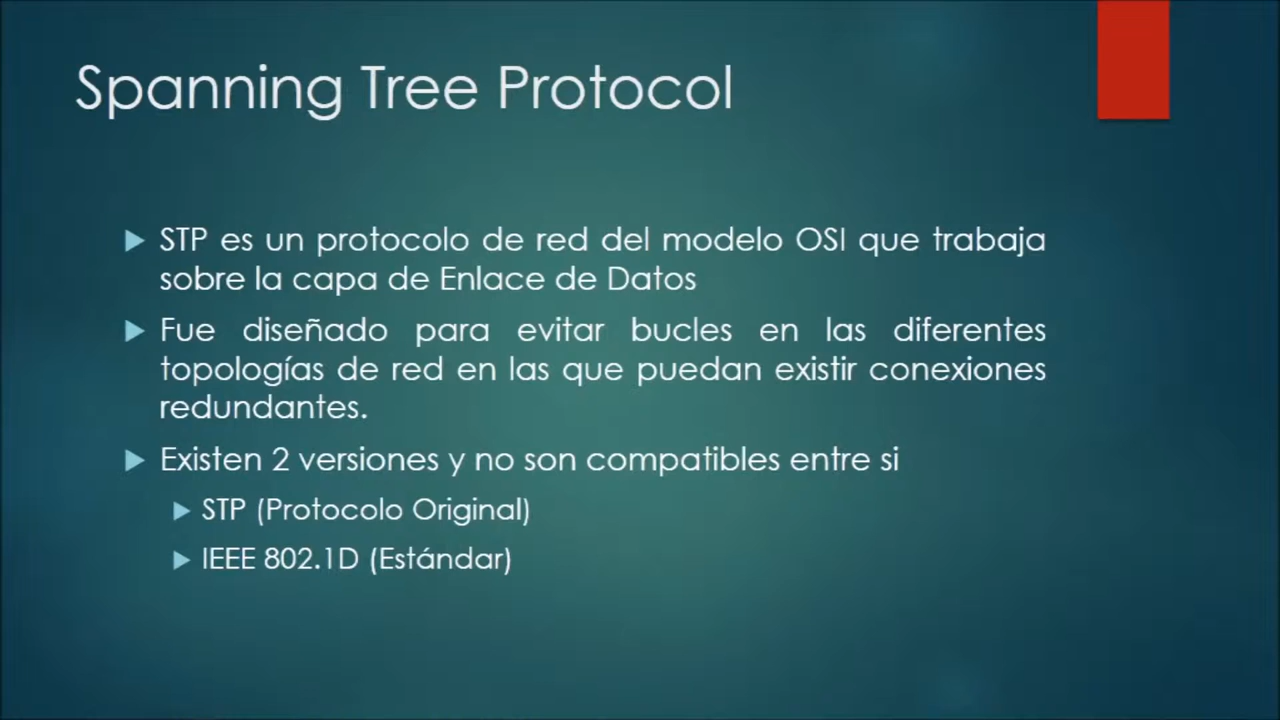 Spanning Tree Protocol
STP es un protocolo de red del modelo OSI que trabaja
sobre la capa de Enlace de Datos
Fue diseñado para evitar bucles en las diferentes
topologías de red en las que puedan existir conexiones
redundantes.
Existen 2 versiones y no son compatibles entre si
STP (Protocolo Original)
IEEE 802.1D (Estándar)